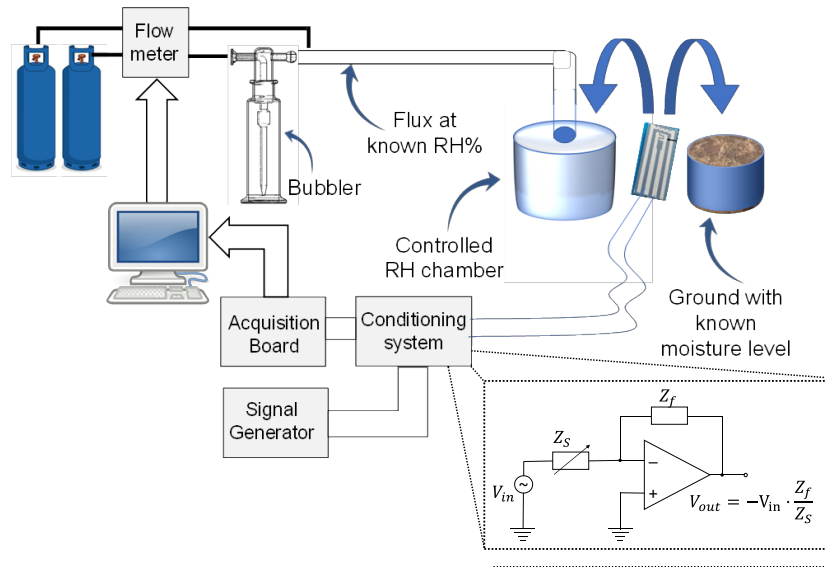 Flow
meter
Flux at
known RH%
Bubbler
Controlled
RH chamber
Ground with
known
moisture level
Acquisition
Board
Conditioning
system
Signal
Generator
Z_f
Z_S
V_in
~
−
+
V_out = −V_in · Z_f/Z_S